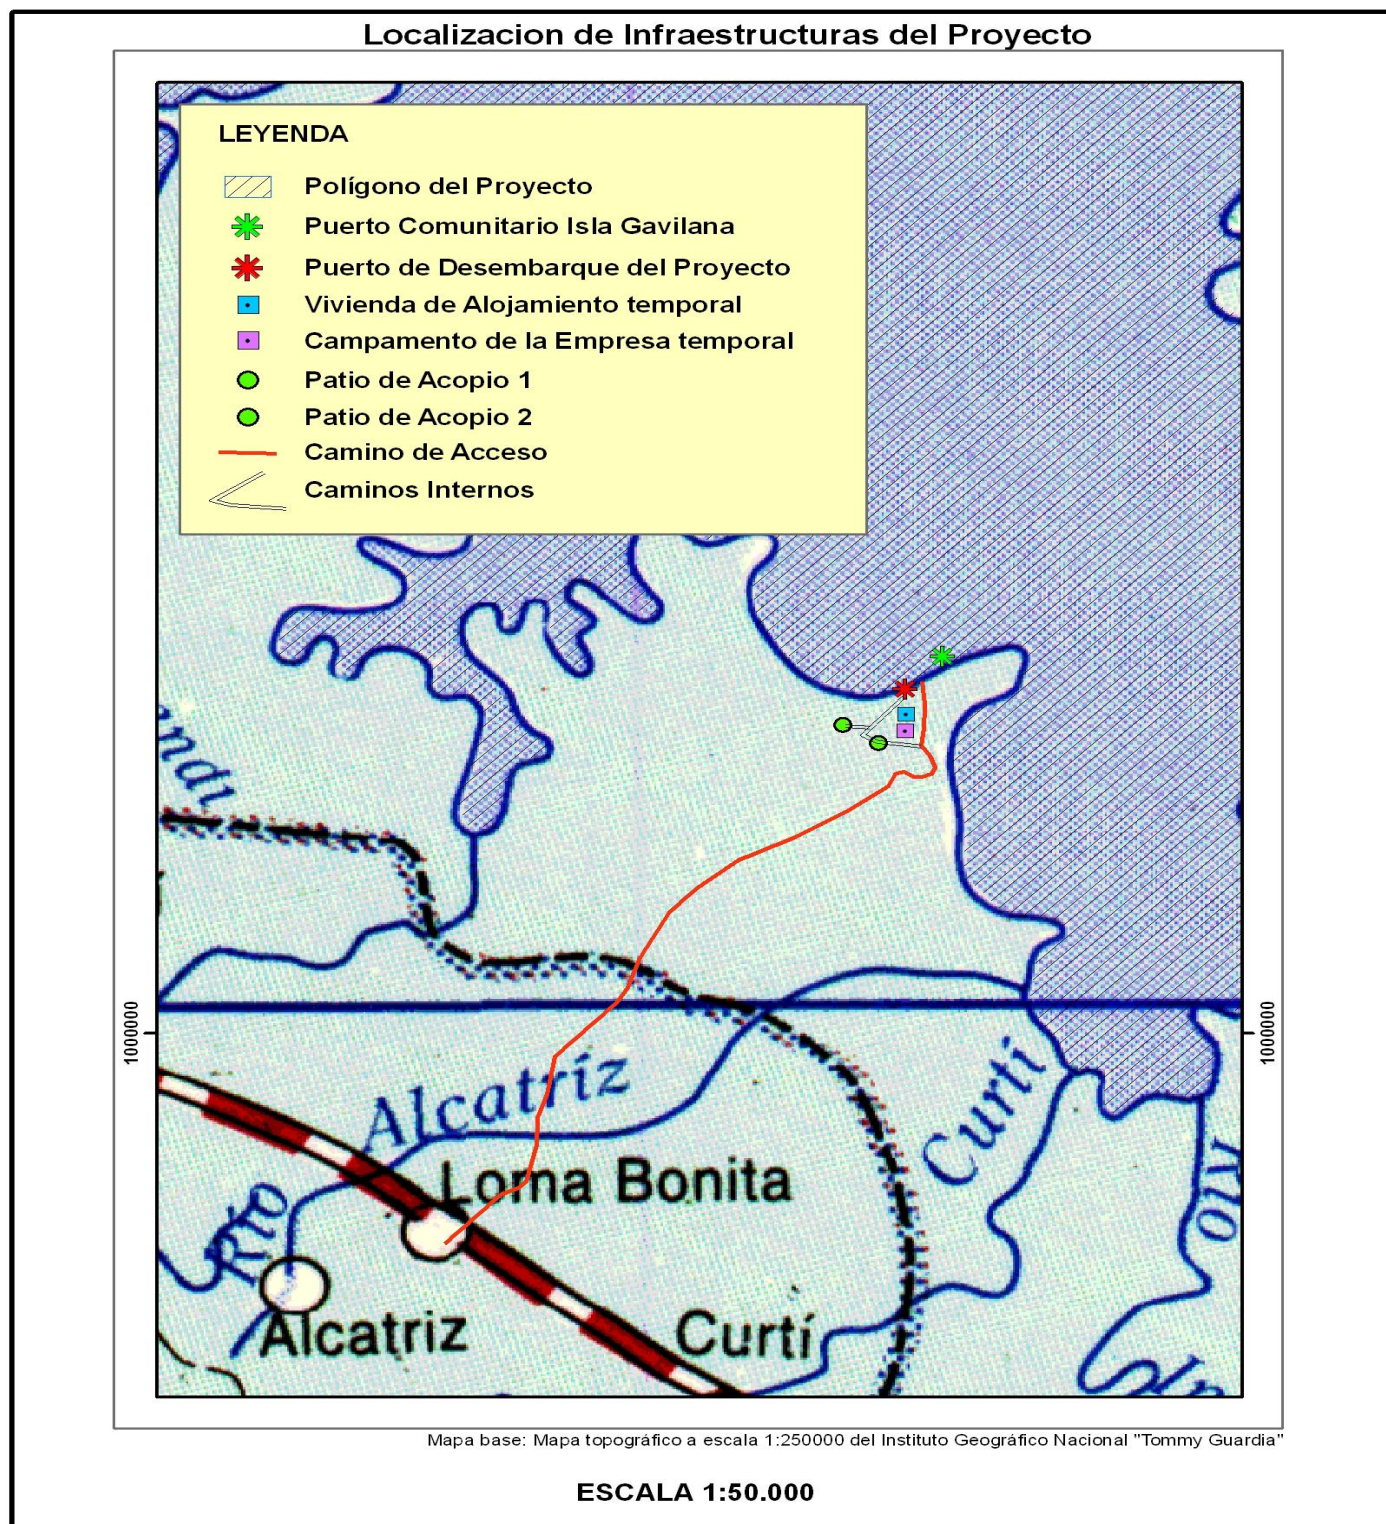 Localizacion de Infraestructuras del Proyecto
LEYENDA
Polígono del Proyecto
Puerto Comunitario Isla Gavilana
Puerto de Desembarque del Proyecto
Vivienda de Alojamiento temporal
Campamento de la Empresa temporal
Patio de Acopio 1
Patio de Acopio 2
Camino de Acceso
Caminos Internos
1000000
1000000
Alcatríz
Curtí
Loma Bonita
Río
Río
Alcatriz
Curtí
Mapa base: Mapa topográfico a escala 1:250000 del Instituto Geográfico Nacional "Tommy Guardia"
ESCALA 1:50.000